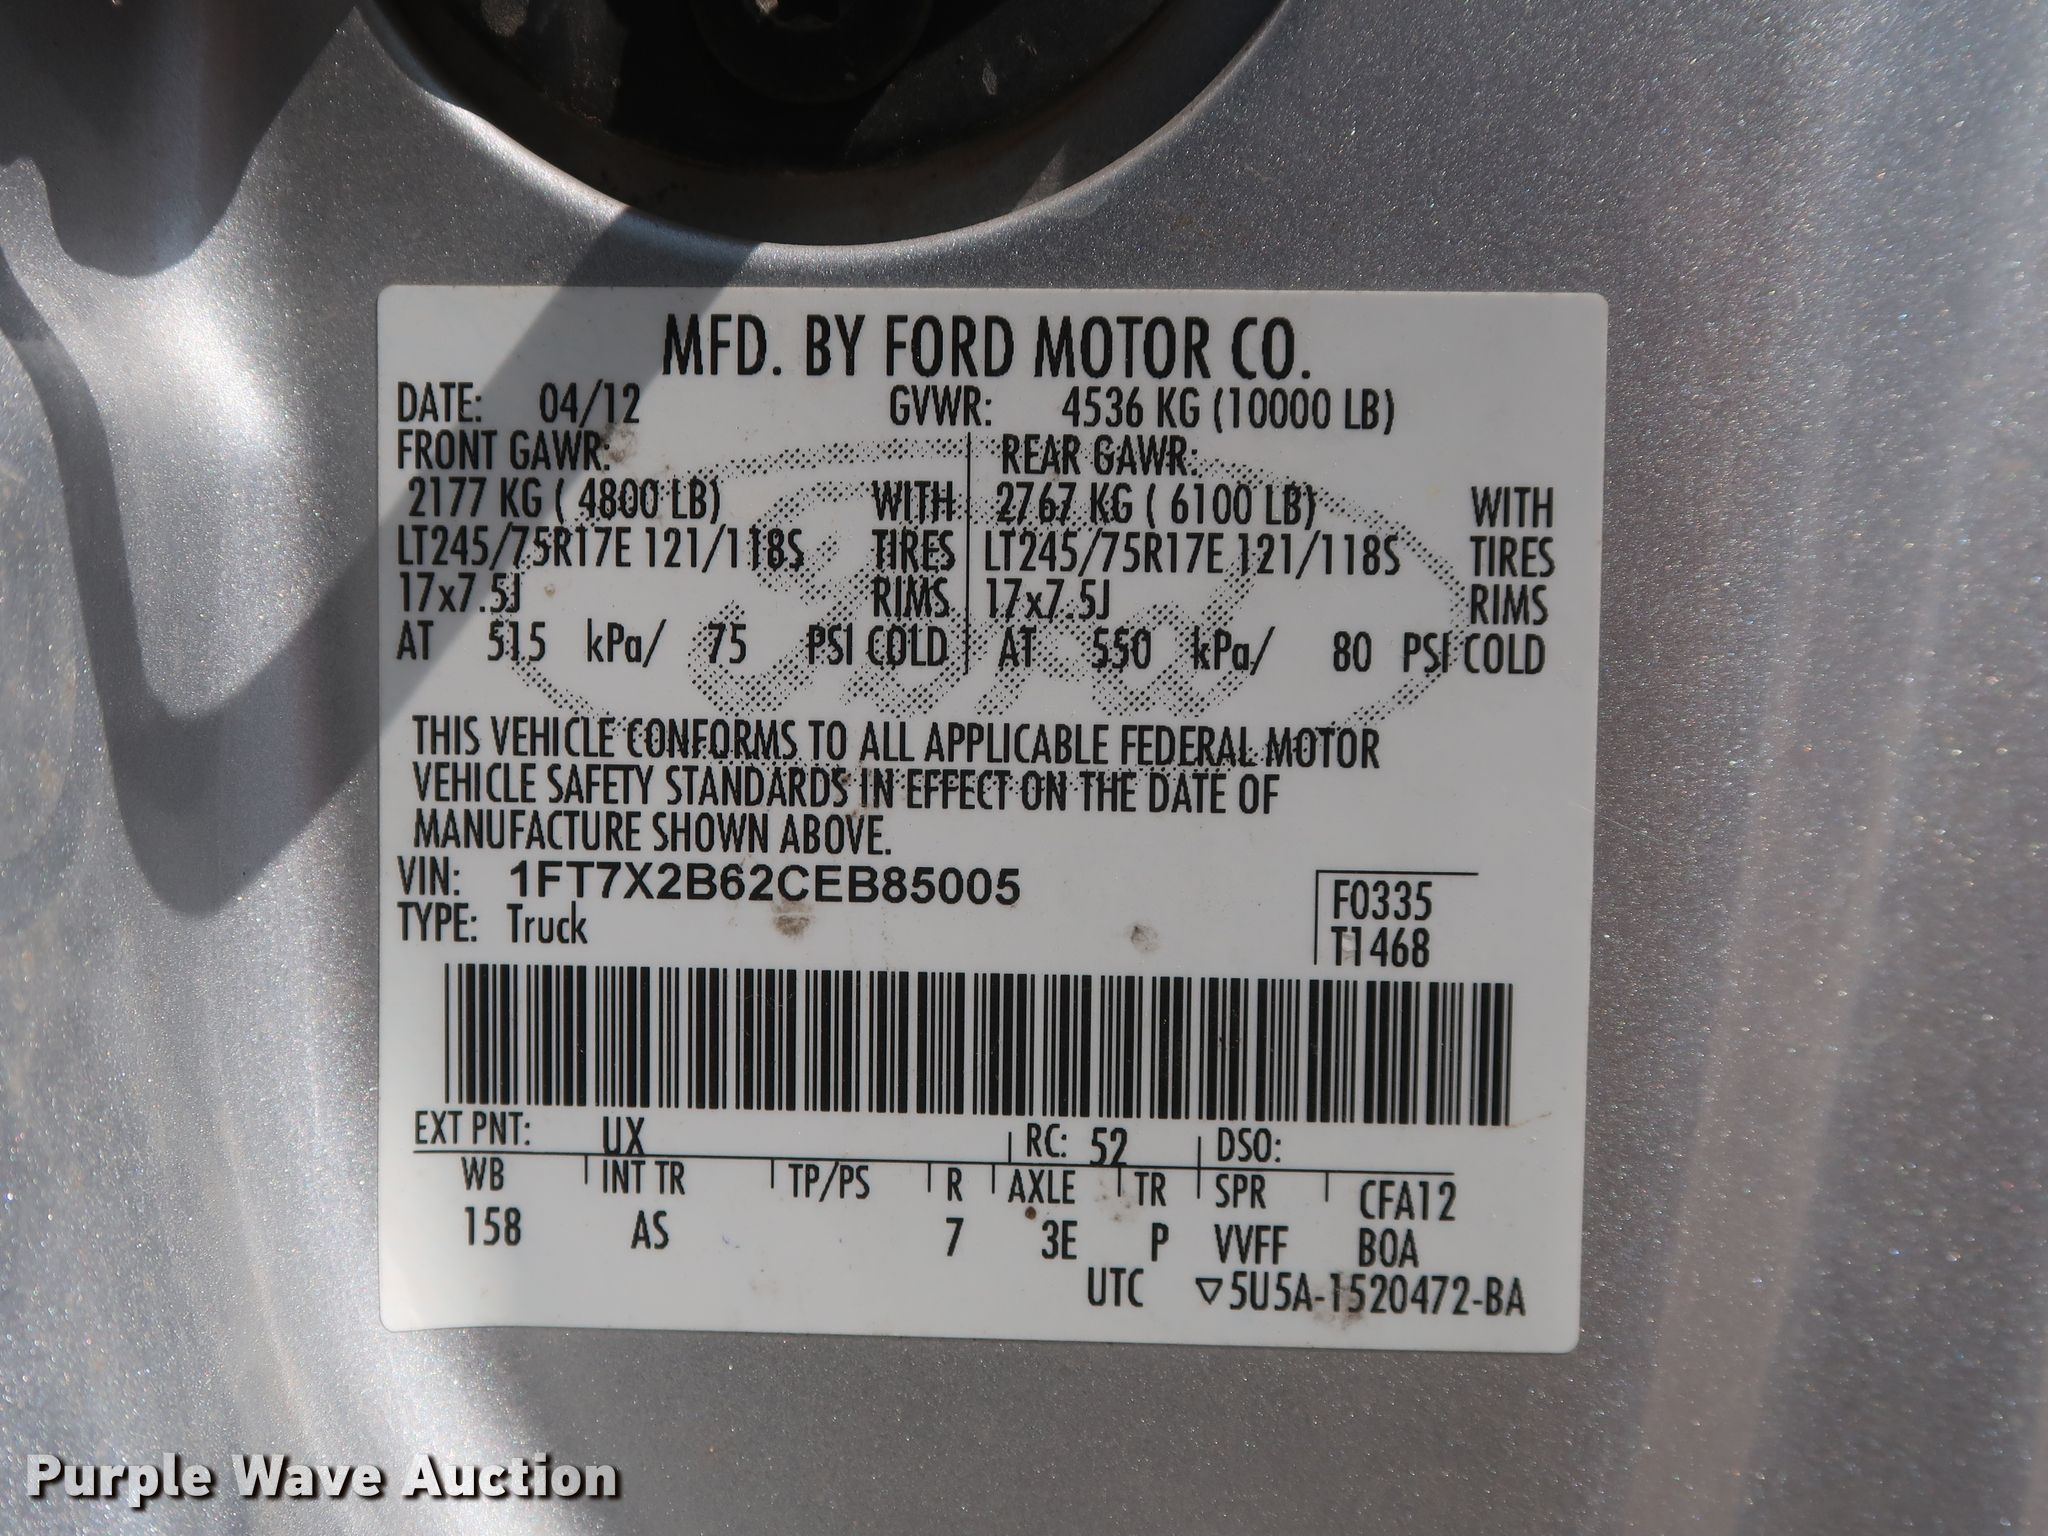 MFD. BY FORD MOTOR CO.
DATE: 04/12 GVWR: 4536 KG (10000 LB)
FRONT GAWR: REAR GAWR:
2177 KG ( 4800 LB) WITH 2767 KG ( 6100 LB) WITH
LT245/75R17E 121/118S TIRES LT245/75R17E 121/118S TIRES
17x7.5J RIMS 17x7.5J RIMS
AT 515 kPa/ 75 PSI COLD AT 550 kPa/ 80 PSI COLD
Ford
THIS VEHICLE CONFORMS TO ALL APPLICABLE FEDERAL MOTOR
VEHICLE SAFETY STANDARDS IN EFFECT ON THE DATE OF
MANUFACTURE SHOWN ABOVE.
VIN: 1FT7X2B62CEB85005 F0335
TYPE: Truck T1468
EXT PNT: UX RC: 52 DSO:
WB INT TR TP/PS R AXLE TR SPR CFA12
158 AS 7 3E P VVFF BOA
UTC ▽5U5A-1520472-BA
Purple Wave Auction